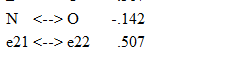 N <--> O -.142
e21 <--> e22 .507